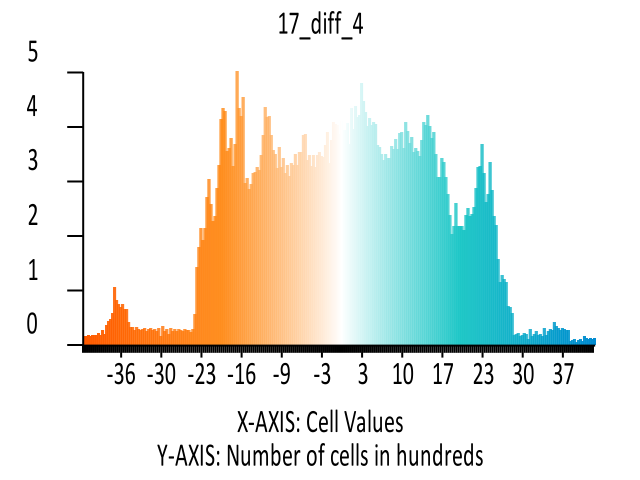 17_diff_4
5
4
3
2
1
0
-36 -30 -23 -16 -9 -3 3 10 17 23 30 37
X-AXIS: Cell Values
Y-AXIS: Number of cells in hundreds